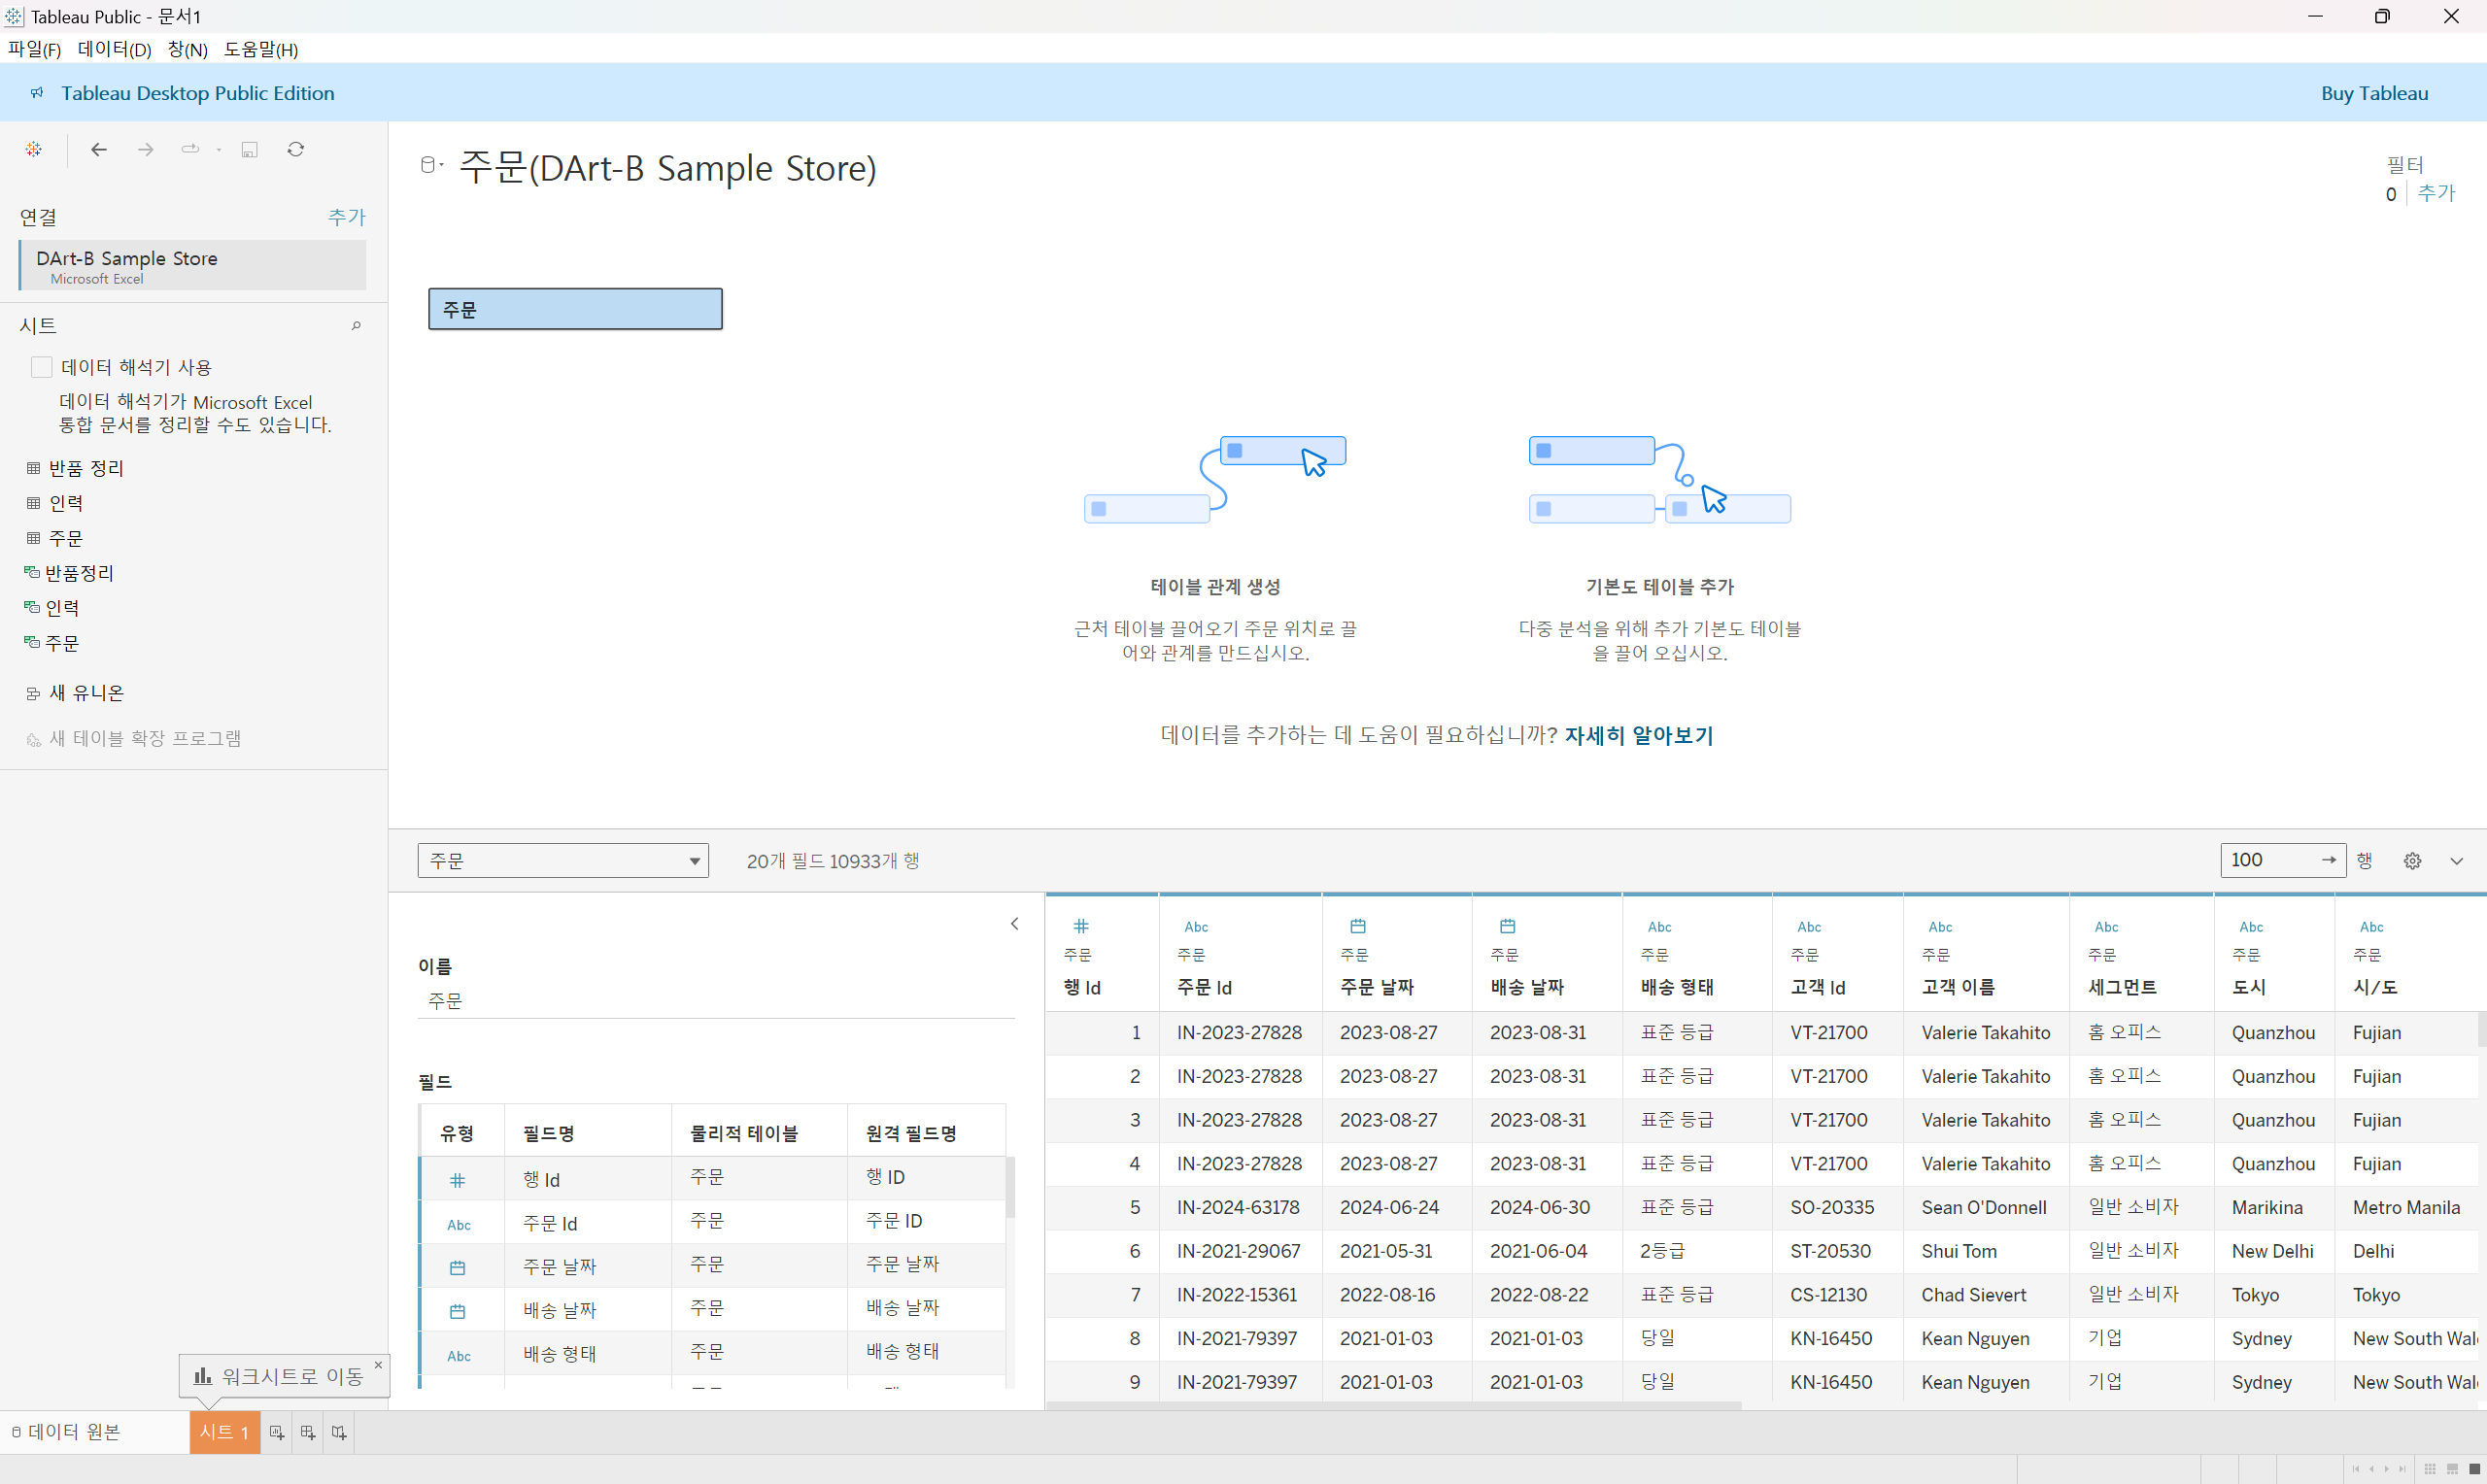 Tableau Public - 문서1
파일(F) 데이터(D) 창(N) 도움말(H)
Tableau Desktop Public Edition
Buy Tableau
연결 추가
DArt-B Sample Store
Microsoft Excel
시트
데이터 해석기 사용
데이터 해석기가 Microsoft Excel
통합 문서를 정리할 수도 있습니다.
반품 정리
인력
주문
반품정리
인력
주문
새 유니온
새 테이블 확장 프로그램
주문(DArt-B Sample Store)
필터
0 추가
주문
테이블 관계 생성
근처 테이블 끌어오기 주문 위치로 끌
어와 관계를 만드십시오.
기본도 테이블 추가
다중 분석을 위해 추가 기본도 테이블
을 끌어 오십시오.
데이터를 추가하는 데 도움이 필요하십니까? 자세히 알아보기
주문 20개 필드 10933개 행 100 → 행
이름
주문
필드
유형 필드명 물리적 테이블 원격 필드명
# 행 Id 주문 행 ID
Abc 주문 Id 주문 주문 ID
주문 날짜 주문 주문 날짜
배송 날짜 주문 배송 날짜
Abc 배송 형태 주문 배송 형태
# Abc Abc Abc Abc Abc Abc Abc
주문 주문 주문 주문 주문 주문 주문 주문 주문 주문
행 Id 주문 Id 주문 날짜 배송 날짜 배송 형태 고객 Id 고객 이름 세그먼트 도시 시/도
1 IN-2023-27828 2023-08-27 2023-08-31 표준 등급 VT-21700 Valerie Takahito 홈 오피스 Quanzhou Fujian
2 IN-2023-27828 2023-08-27 2023-08-31 표준 등급 VT-21700 Valerie Takahito 홈 오피스 Quanzhou Fujian
3 IN-2023-27828 2023-08-27 2023-08-31 표준 등급 VT-21700 Valerie Takahito 홈 오피스 Quanzhou Fujian
4 IN-2023-27828 2023-08-27 2023-08-31 표준 등급 VT-21700 Valerie Takahito 홈 오피스 Quanzhou Fujian
5 IN-2024-63178 2024-06-24 2024-06-30 표준 등급 SO-20335 Sean O'Donnell 일반 소비자 Marikina Metro Manila
6 IN-2021-29067 2021-05-31 2021-06-04 2등급 ST-20530 Shui Tom 일반 소비자 New Delhi Delhi
7 IN-2022-15361 2022-08-16 2022-08-22 표준 등급 CS-12130 Chad Sievert 일반 소비자 Tokyo Tokyo
8 IN-2021-79397 2021-01-03 2021-01-03 당일 KN-16450 Kean Nguyen 기업 Sydney New South Wal
9 IN-2021-79397 2021-01-03 2021-01-03 당일 KN-16450 Kean Nguyen 기업 Sydney New South Wal
워크시트로 이동
데이터 원본 시트 1